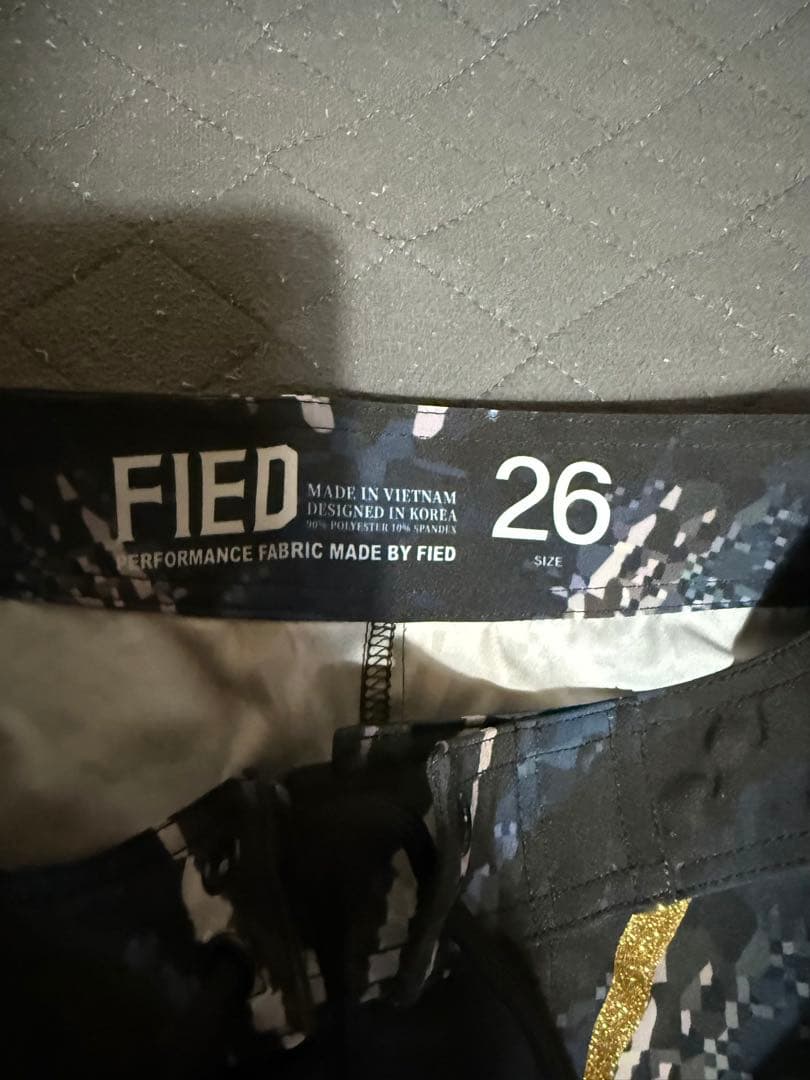 FIED
MADE IN VIETNAM
DESIGNED IN KOREA
90% POLYESTER 10% SPANDEX
PERFORMANCE FABRIC MADE BY FIED
26
SIZE